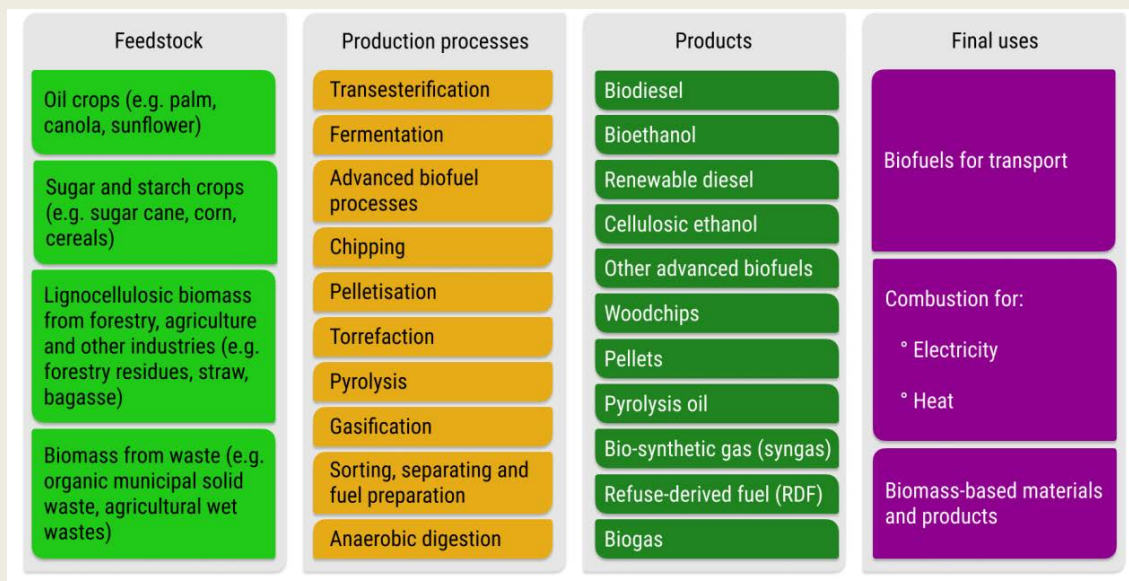 Feedstock
Oil crops (e.g. palm,
canola, sunflower)
Sugar and starch crops
(e.g. sugar cane, corn,
cereals)
Lignocellulosic biomass
from forestry, agriculture
and other industries (e.g.
forestry residues, straw,
bagasse)
Biomass from waste (e.g.
organic municipal solid
waste, agricultural wet
wastes)
Production processes
Transesterification
Fermentation
Advanced biofuel
processes
Chipping
Pelletisation
Torrefaction
Pyrolysis
Gasification
Sorting, separating and
fuel preparation
Anaerobic digestion
Products
Biodiesel
Bioethanol
Renewable diesel
Cellulosic ethanol
Other advanced biofuels
Woodchips
Pellets
Pyrolysis oil
Bio-synthetic gas (syngas)
Refuse-derived fuel (RDF)
Biogas
Final uses
Biofuels for transport
Combustion for:
° Electricity
° Heat
Biomass-based materials
and products